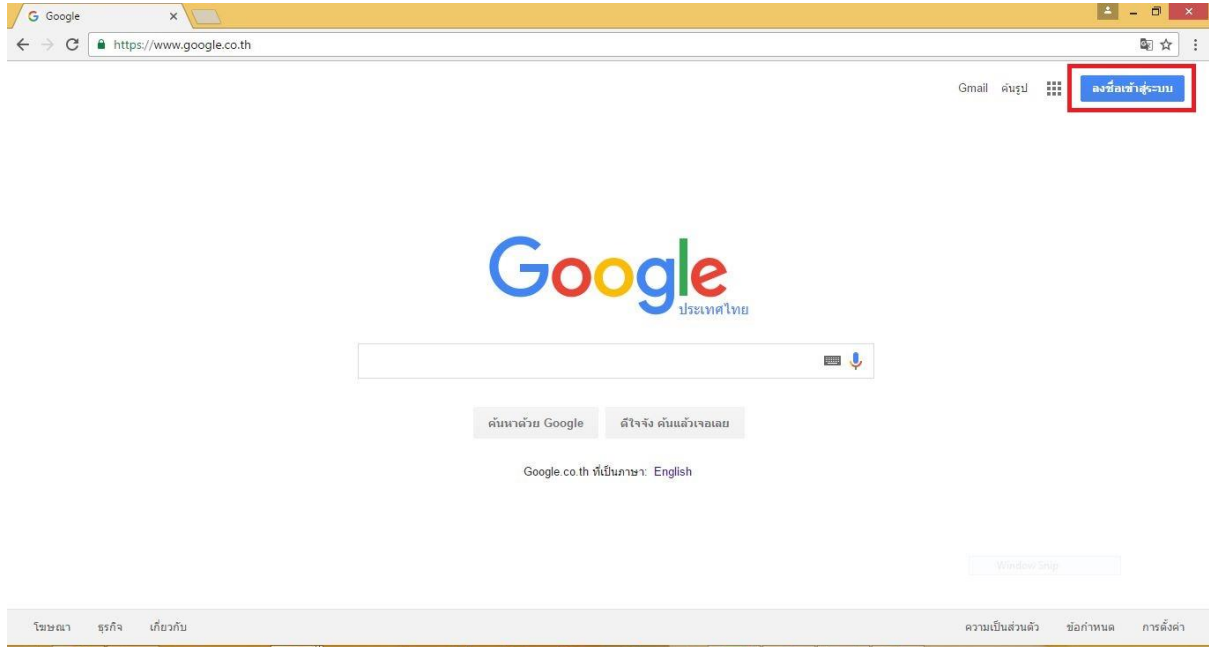 Google
https://www.google.co.th
Gmail ค้นรูป ลงชื่อเข้าสู่ระบบ
Google
ประเทศไทย
ค้นหาด้วย Google ดีใจจัง ค้นแล้วเจอเลย
Google.co.th ที่เป็นภาษา: English
Window Snip
โฆษณา ธุรกิจ เกี่ยวกับ ความเป็นส่วนตัว ข้อกำหนด การตั้งค่า